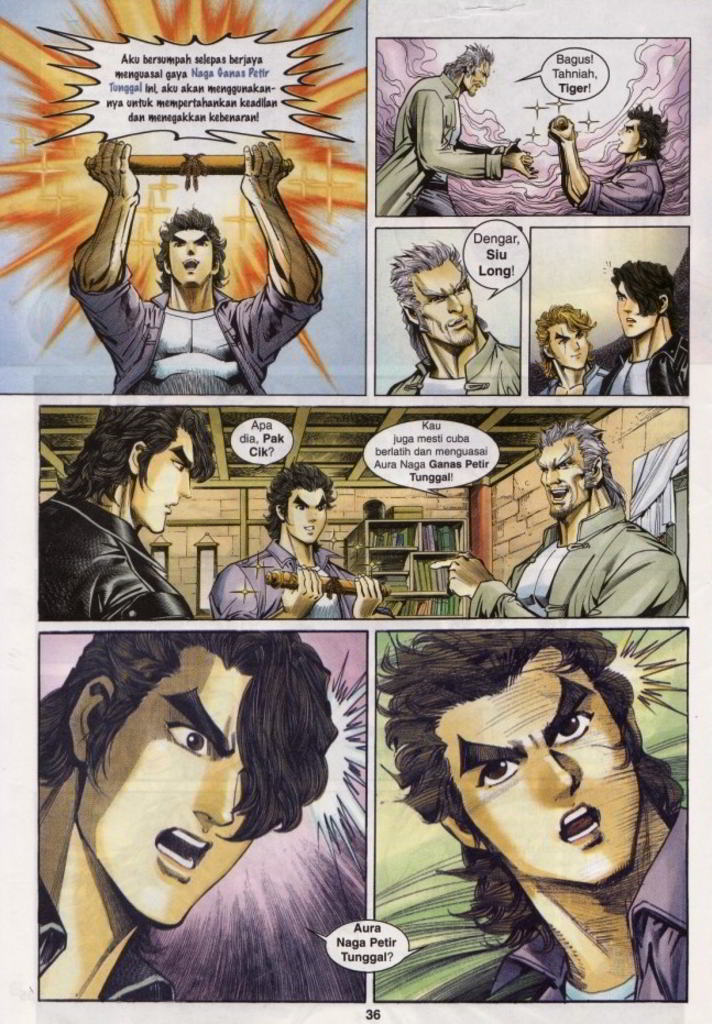 Aku bersumpah selepas berjaya
menguasai gaya Naga Ganas Petir
Tunggal ini, aku akan menggunakan-
nya untuk mempertahankan keadilan
dan menegakkan kebenaran!
Bagus!
Tahniah,
Tiger!
Dengar,
Siu
Long!
Apa
dia, Pak
Cik?
Kau
juga mesti cuba
berlatih dan menguasai
Aura Naga Ganas Petir
Tunggal!
Aura
Naga Petir
Tunggal?
36